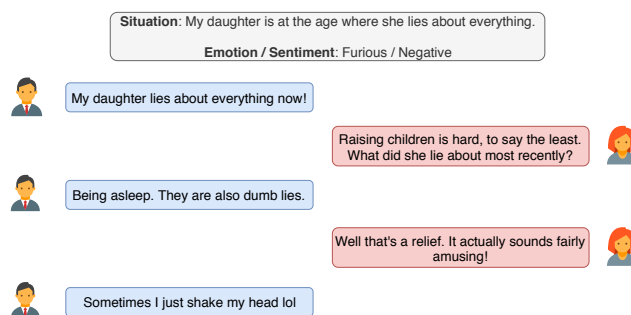 Situation: My daughter is at the age where she lies about everything.
Emotion / Sentiment: Furious / Negative
My daughter lies about everything now!
Raising children is hard, to say the least.
What did she lie about most recently?
Being asleep. They are also dumb lies.
Well that's a relief. It actually sounds fairly
amusing!
Sometimes I just shake my head lol